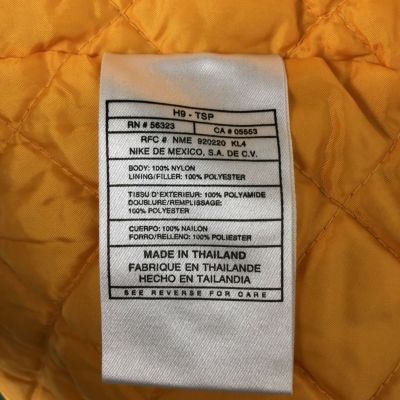 H9 - TSP
RN # 56323 CA # 05553
RFC # NME 920220 KL4
NIKE DE MEXICO, S.A. DE C.V.
BODY: 100% NYLON
LINING/FILLER: 100% POLYESTER
TISSU D'EXTERIEUR: 100% POLYAMIDE
DOUBLURE/REMPLISSAGE:
100% POLYESTER
CUERPO: 100% NAILON
FORRO/RELLENO: 100% POLIESTER
MADE IN THAILAND
FABRIQUE EN THAILANDE
HECHO EN TAILANDIA
SEE REVERSE FOR CARE